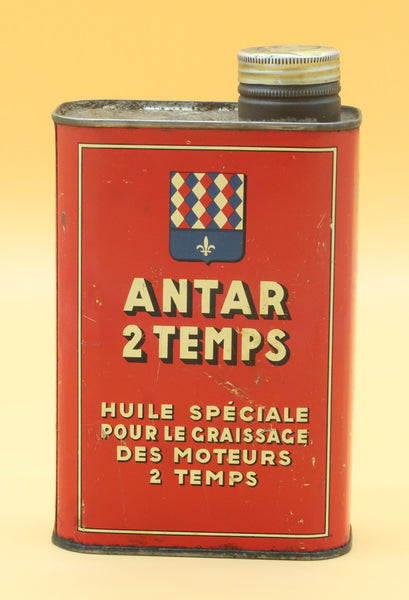 ANTAR
2 TEMPS
HUILE SPÉCIALE
POUR LE GRAISSAGE
DES MOTEURS
2 TEMPS